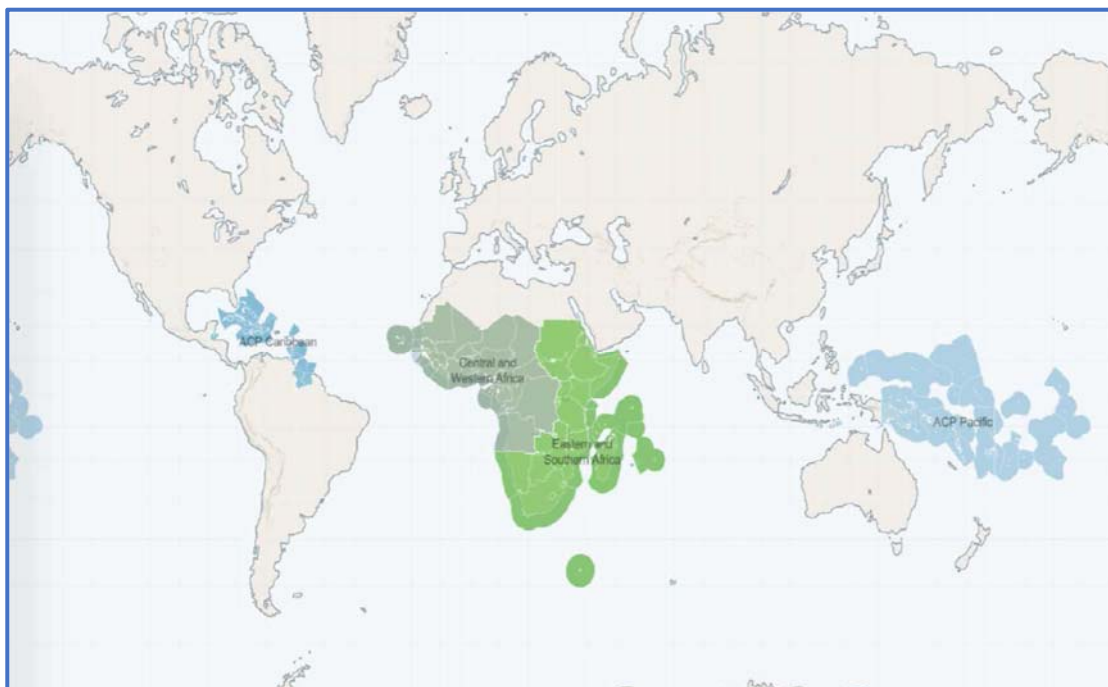 ACP Caribbean
Central and
Western Africa
ACP Pacific
Eastern and
Southern Africa